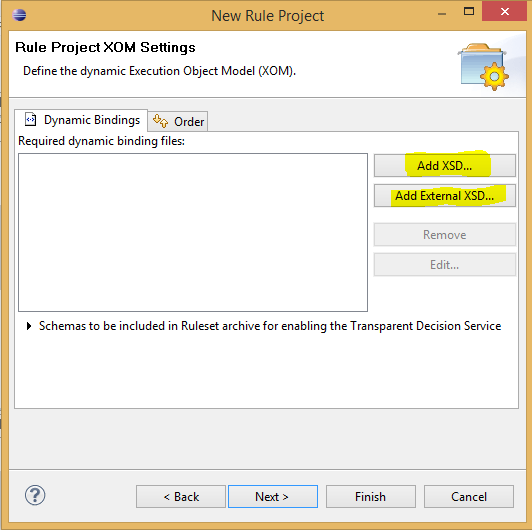 New Rule Project
Rule Project XOM Settings
Define the dynamic Execution Object Model (XOM).
Dynamic Bindings
Order
Required dynamic binding files:
Add XSD...
Add External XSD...
Remove
Edit...
Schemas to be included in Ruleset archive for enabling the Transparent Decision Service
< Back
Next >
Finish
Cancel